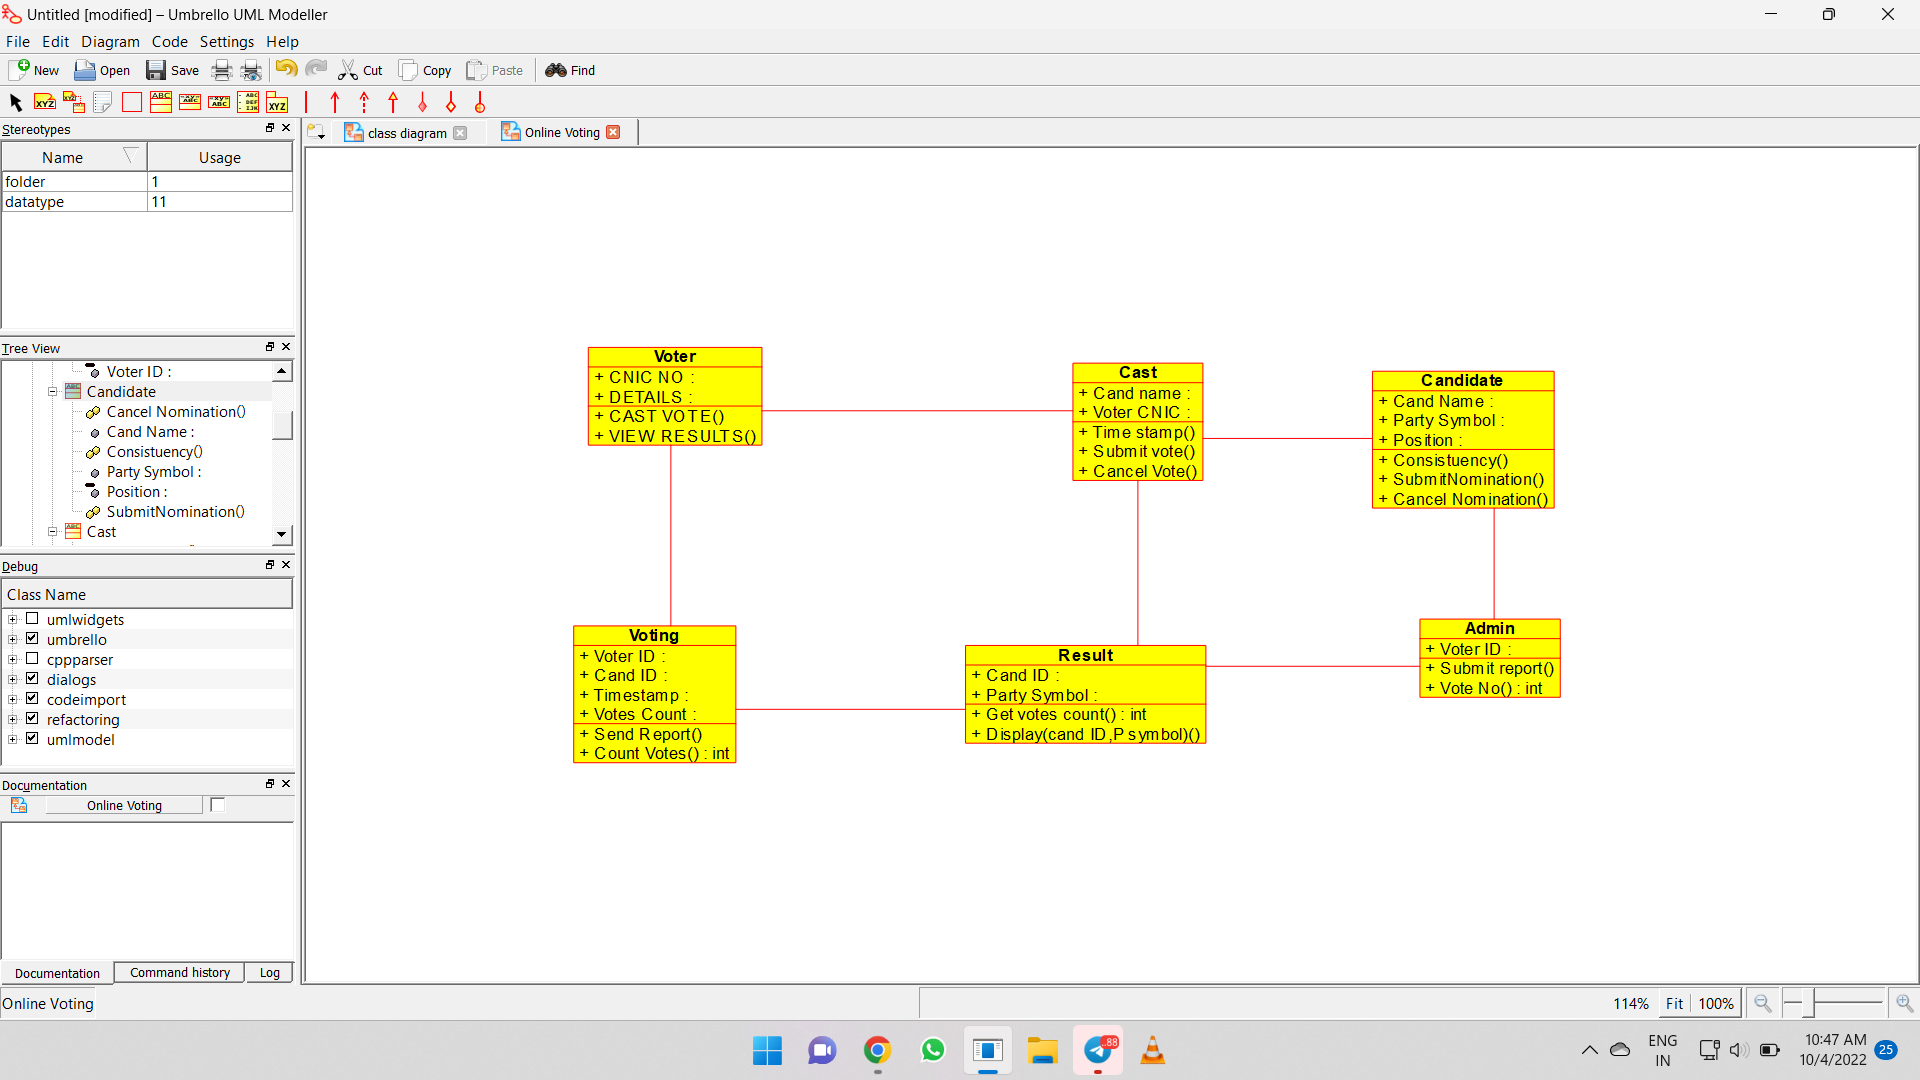 Untitled [modified] – Umbrello UML Modeller
File Edit Diagram Code Settings Help
New Open Save Cut Copy Paste Find
Stereotypes
class diagram Online Voting
Name Usage
folder 1
datatype 11
Tree View
Voter ID :
Candidate
Cancel Nomination()
Cand Name :
Consistuency()
Party Symbol :
Position :
SubmitNomination()
Cast
Debug
Class Name
umlwidgets
umbrello
cppparser
dialogs
codeimport
refactoring
umlmodel
Documentation
Online Voting
Documentation Command history Log
Voter
+ CNIC NO :
+ DETAILS :
+ CAST VOTE()
+ VIEW RESULTS()
Cast
+ Cand name :
+ Voter CNIC :
+ Time stamp()
+ Submit vote()
+ Cancel Vote()
Candidate
+ Cand Name :
+ Party Symbol :
+ Position :
+ Consistuency()
+ SubmitNomination()
+ Cancel Nomination()
Voting
+ Voter ID :
+ Cand ID :
+ Timestamp :
+ Votes Count :
+ Send Report()
+ Count Votes() : int
Result
+ Cand ID :
+ Party Symbol :
+ Get votes count() : int
+ Display(cand ID,P symbol)()
Admin
+ Voter ID :
+ Submit report()
+ Vote No() : int
Online Voting
114% Fit 100%
..88
ENG
IN
10:47 AM
10/4/2022
25